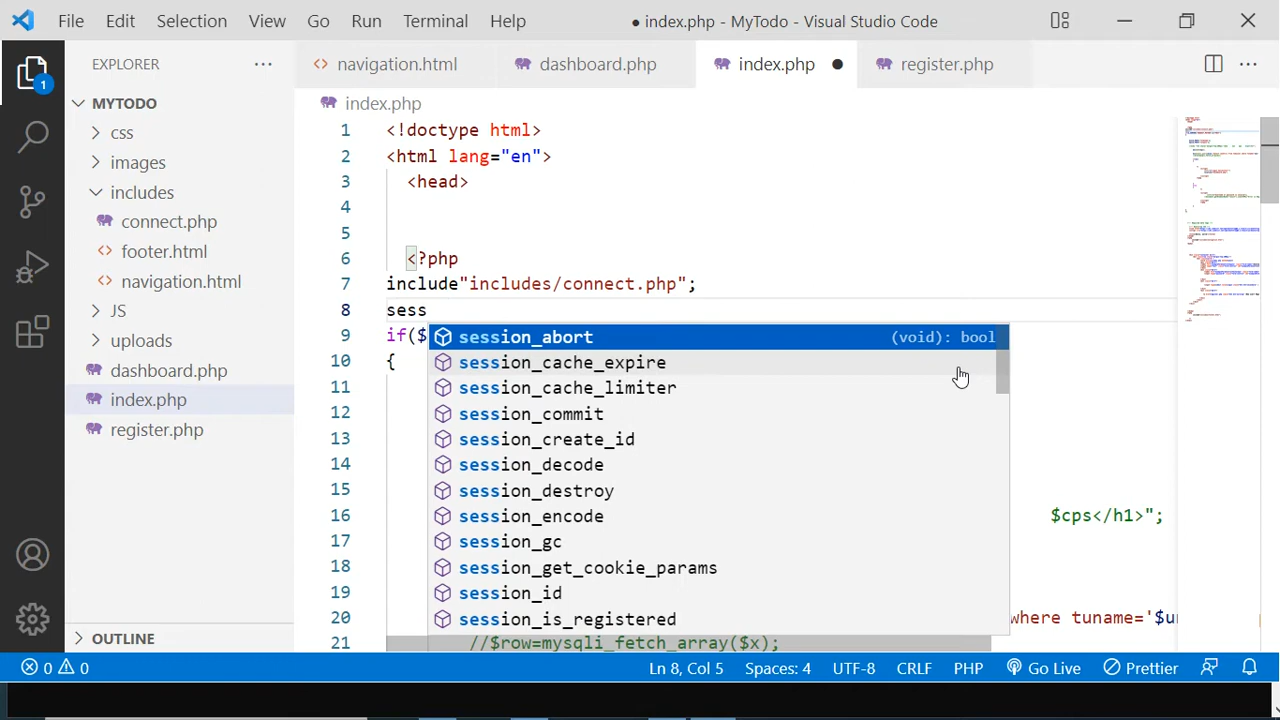 File Edit Selection View Go Run Terminal Help
● index.php - MyTodo - Visual Studio Code
EXPLORER
navigation.html
dashboard.php
index.php
register.php
1
MYTODO
css
images
includes
connect.php
footer.html
navigation.html
JS
uploads
dashboard.php
index.php
register.php
OUTLINE
index.php
1 <!doctype html>
2 <html lang="en">
3 <head>
4
5
6 <?php
7 include"includes/connect.php";
8 sess
9 if($
10 {
11
12
13
14
15
16 $cps</h1>";
17
18
19
20 where tuname='$un
21 //$row=mysqli_fetch_array($x);
session_abort (void): bool
session_cache_expire
session_cache_limiter
session_commit
session_create_id
session_decode
session_destroy
session_encode
session_gc
session_get_cookie_params
session_id
session_is_registered
0 0
Ln 8, Col 5 Spaces: 4 UTF-8 CRLF PHP Go Live Prettier